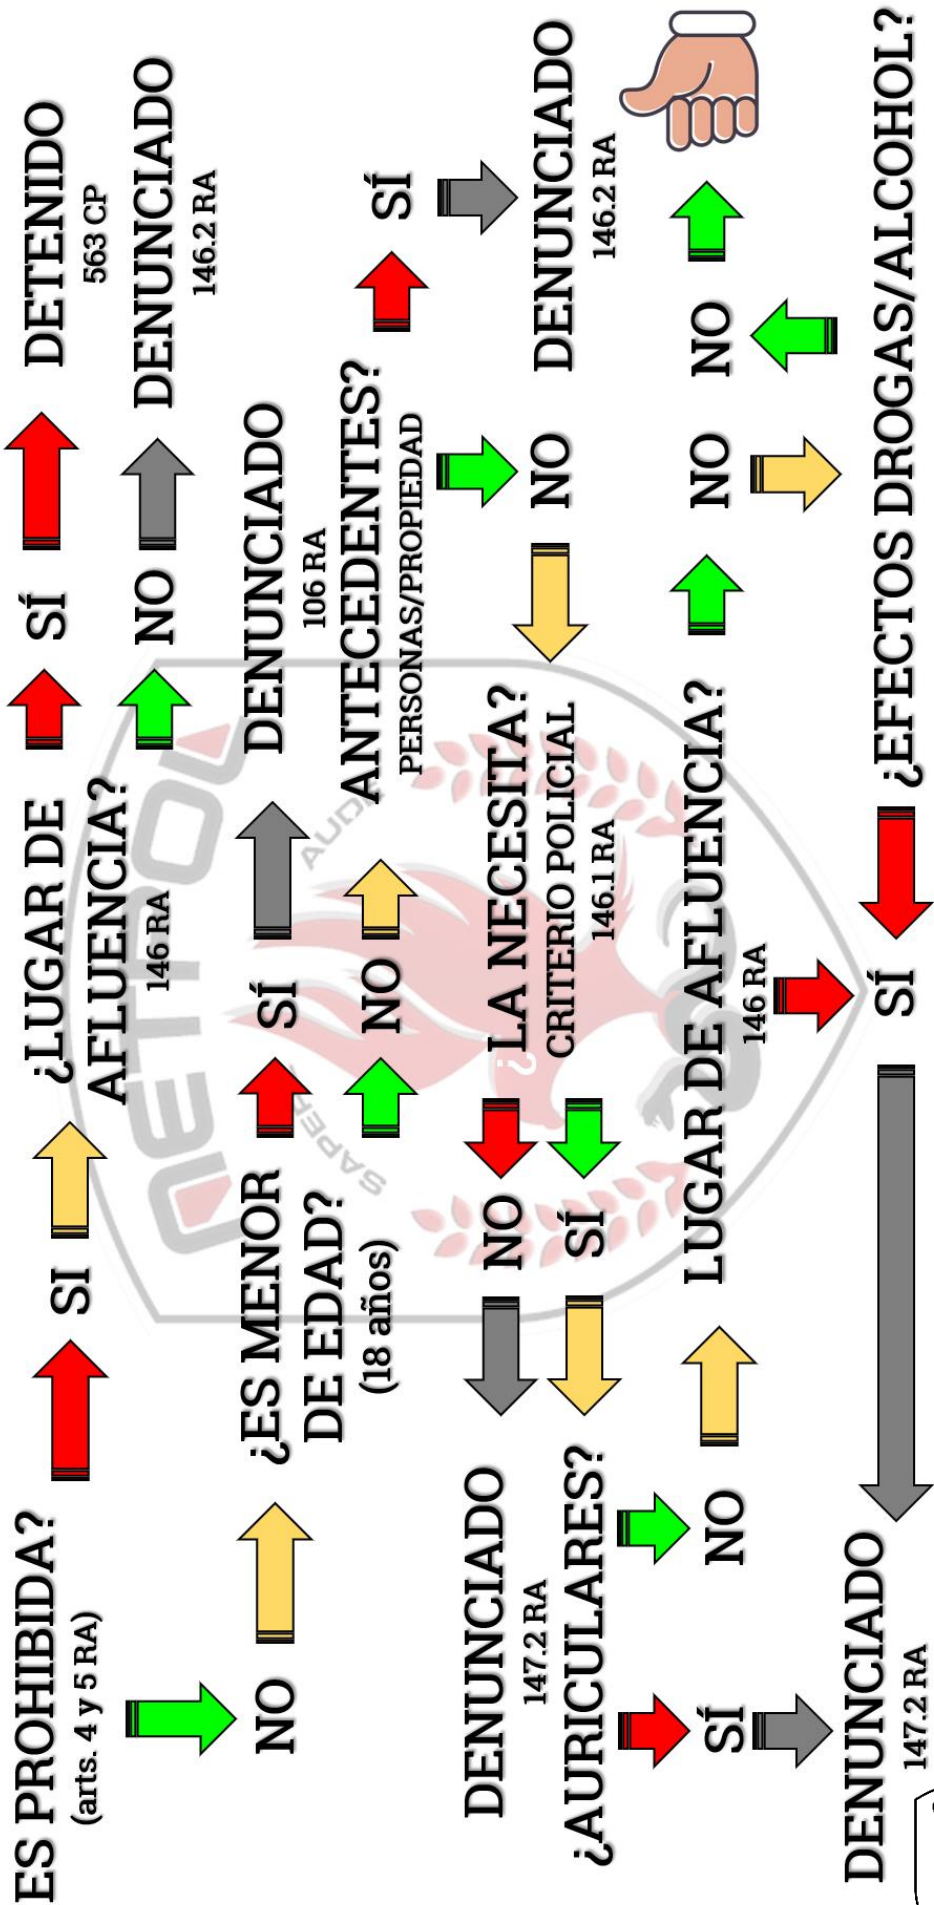 ES PROHIBIDA?
(arts. 4 y 5 RA)
SI
¿LUGAR DE
AFLUENCIA?
146 RA
SÍ
DETENIDO
563 CP
NO
DENUNCIADO
146.2 RA
NO
¿ES MENOR
DE EDAD?
(18 años)
SÍ
DENUNCIADO
106 RA
NO
ANTECEDENTES?
PERSONAS/PROPIEDAD
SÍ
DENUNCIADO
146.2 RA
NO
¿LA NECESITA?
CRITERIO POLICIAL
146.1 RA
NO
DENUNCIADO
147.2 RA
SÍ
¿AURICULARES?
SÍ
DENUNCIADO
147.2 RA
NO
LUGAR DE AFLUENCIA?
146 RA
NO
NO
SÍ
¿EFECTOS DROGAS/ALCOHOL?
SAPERE
AUDE